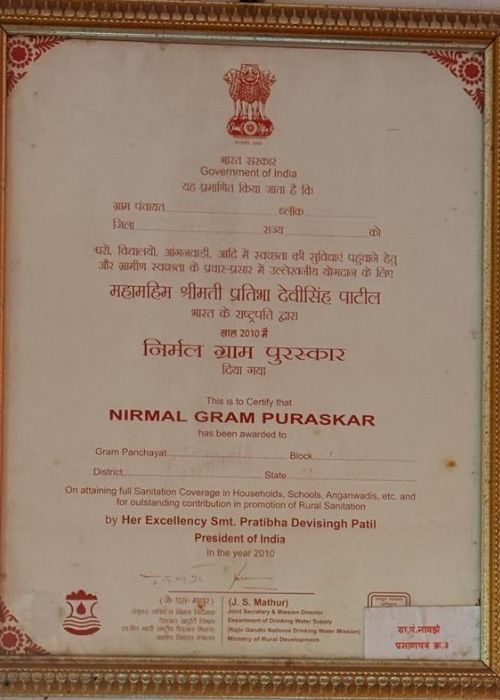 भारत सरकार
Government of India
यह प्रमाणित किया जाता है कि
ग्राम पंचायत ब्लॉक
जिला राज्य को
घरों, विद्यालयों, आंगनवाडी, आदि में स्वच्छता की सुविधाएं पहुंचाने हेतु
और ग्रामीण स्वच्छता के प्रचार-प्रसार में उल्लेखनीय योगदान के लिए
महामहिम श्रीमती प्रतिभा देवीसिंह पाटील
भारत के राष्ट्रपति द्वारा
साल 2010 में
निर्मल ग्राम पुरस्कार
दिया गया
This is to Certify that
NIRMAL GRAM PURASKAR
has been awarded to
Gram Panchayat Block
District State
On attaining full Sanitation Coverage in Households, Schools, Anganwadis, etc. and
for outstanding contribution in promotion of Rural Sanitation
by Her Excellency Smt. Pratibha Devisingh Patil
President of India
In the year 2010
(जे॰ एस॰ माथुर)
(J. S. Mathur)
Joint Secretary & Mission Director
Department of Drinking Water Supply
(Rajiv Gandhi National Drinking Water Mission)
Ministry of Rural Development
ग्रा.पं.नावझे
प्रमाणपत्र क्र.३